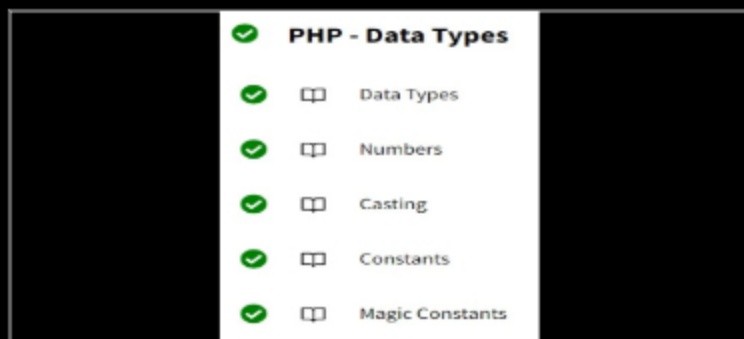 PHP - Data Types
Data Types
Numbers
Casting
Constants
Magic Constants